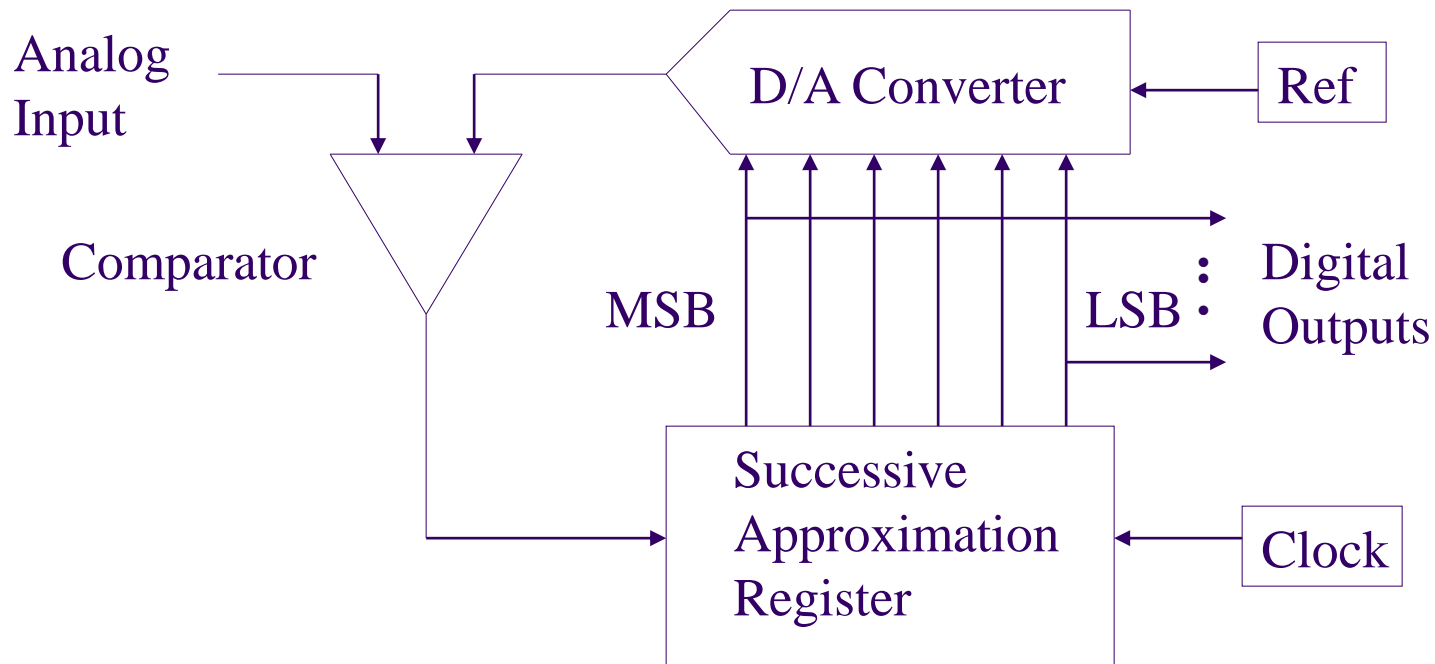 Analog
Input
D/A Converter
Ref
Comparator
MSB
LSB
Digital
Outputs
Successive
Approximation
Register
Clock